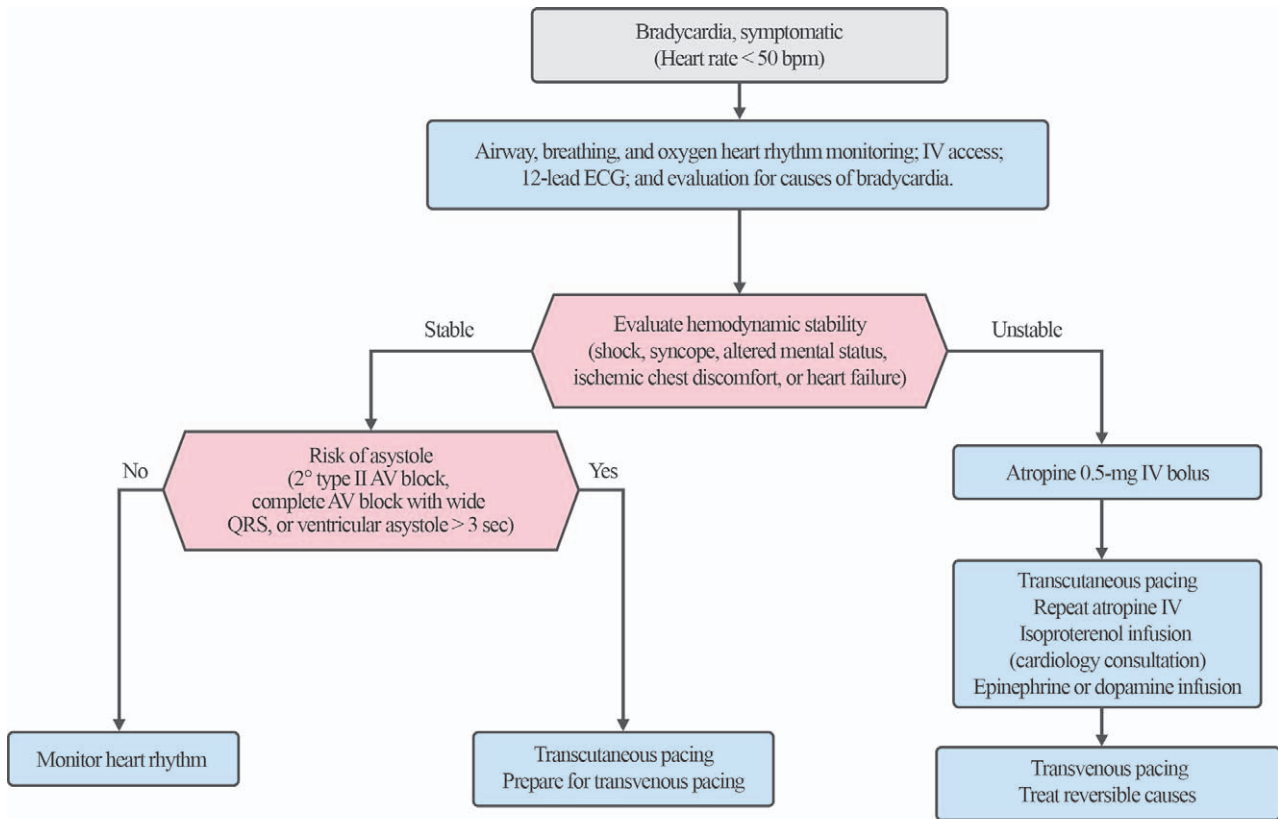 Bradycardia, symptomatic
(Heart rate < 50 bpm)
Airway, breathing, and oxygen heart rhythm monitoring; IV access;
12-lead ECG; and evaluation for causes of bradycardia.
Stable
Evaluate hemodynamic stability
(shock, syncope, altered mental status,
ischemic chest discomfort, or heart failure)
Unstable
No
Risk of asystole
(2° type II AV block,
complete AV block with wide
QRS, or ventricular asystole > 3 sec)
Yes
Atropine 0.5-mg IV bolus
Transcutaneous pacing
Repeat atropine IV
Isoproterenol infusion
(cardiology consultation)
Epinephrine or dopamine infusion
Monitor heart rhythm
Transcutaneous pacing
Prepare for transvenous pacing
Transvenous pacing
Treat reversible causes